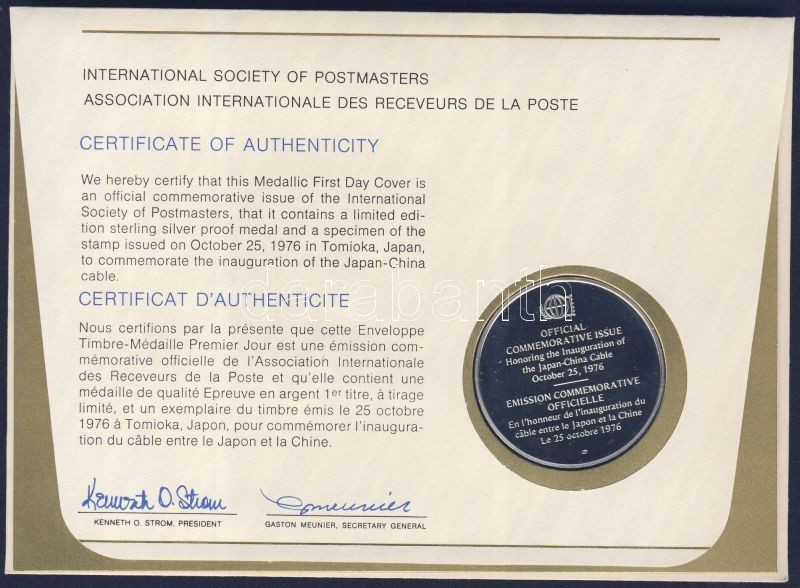 INTERNATIONAL SOCIETY OF POSTMASTERS
ASSOCIATION INTERNATIONALE DES RECEVEURS DE LA POSTE
CERTIFICATE OF AUTHENTICITY
We hereby certify that this Medallic First Day Cover is
an official commemorative issue of the International
Society of Postmasters, that it contains a limited edi-
tion sterling silver proof medal and a specimen of the
stamp issued on October 25, 1976 in Tomioka, Japan,
to commemorate the inauguration of the Japan-China
cable.
CERTIFICAT D'AUTHENTICITE
Nous certifions par la présente que cette Enveloppe
Timbre-Médaille Premier Jour est une émission com-
mémorative officielle de l'Association Internationale
des Receveurs de la Poste et qu'elle contient une
médaille de qualité Epreuve en argent 1er titre, à tirage
limité, et un exemplaire du timbre émis le 25 octobre
1976 à Tomioka, Japon, pour commémorer l'inaugura-
tion du câble entre le Japon et la Chine.
Kenneth O. Strom
KENNETH O. STROM, PRESIDENT
GMeunier
GASTON MEUNIER, SECRETARY GENERAL
OFFICIAL
COMMEMORATIVE ISSUE
Honoring the Inauguration of
the Japan-China Cable
October 25, 1976
EMISSION COMMEMORATIVE
OFFICIELLE
En l'honneur de l'inauguration du
câble entre le Japon et la Chine
Le 25 octobre 1976
darabanth